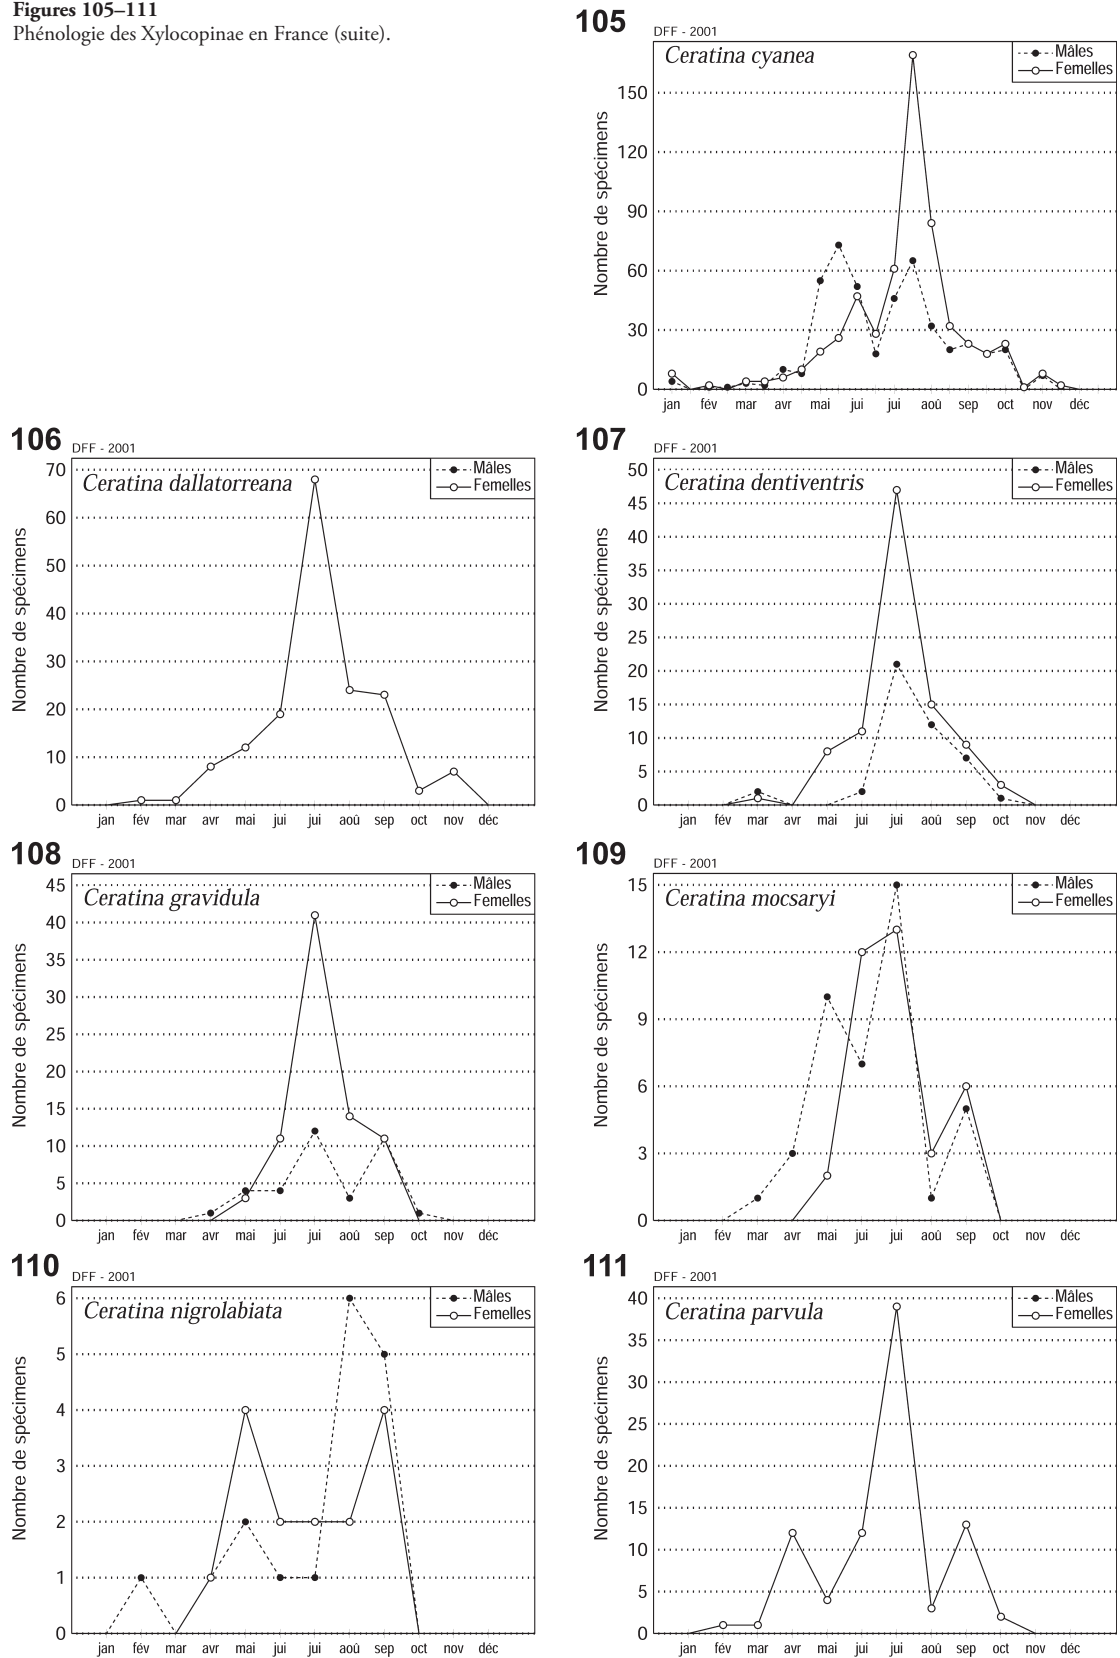 Figures 105–111
Phénologie des Xylocopinae en France (suite).
105
DFF - 2001
Ceratina cyanea
Mâles
Femelles
Nombre de spécimens
150
120
90
60
30
0
jan fév mar avr mai jui jui aoû sep oct nov déc
106
DFF - 2001
Ceratina dallatorreana
Mâles
Femelles
Nombre de spécimens
70
60
50
40
30
20
10
0
jan fév mar avr mai jui jui aoû sep oct nov déc
107
DFF - 2001
Ceratina dentiventris
Mâles
Femelles
Nombre de spécimens
50
45
40
35
30
25
20
15
10
5
0
jan fév mar avr mai jui jui aoû sep oct nov déc
108
DFF - 2001
Ceratina gravidula
Mâles
Femelles
Nombre de spécimens
45
40
35
30
25
20
15
10
5
0
jan fév mar avr mai jui jui aoû sep oct nov déc
109
DFF - 2001
Ceratina mocsaryi
Mâles
Femelles
Nombre de spécimens
15
12
9
6
3
0
jan fév mar avr mai jui jui aoû sep oct nov déc
110
DFF - 2001
Ceratina nigrolabiata
Mâles
Femelles
Nombre de spécimens
6
5
4
3
2
1
0
jan fév mar avr mai jui jui aoû sep oct nov déc
111
DFF - 2001
Ceratina parvula
Mâles
Femelles
Nombre de spécimens
40
35
30
25
20
15
10
5
0
jan fév mar avr mai jui jui aoû sep oct nov déc